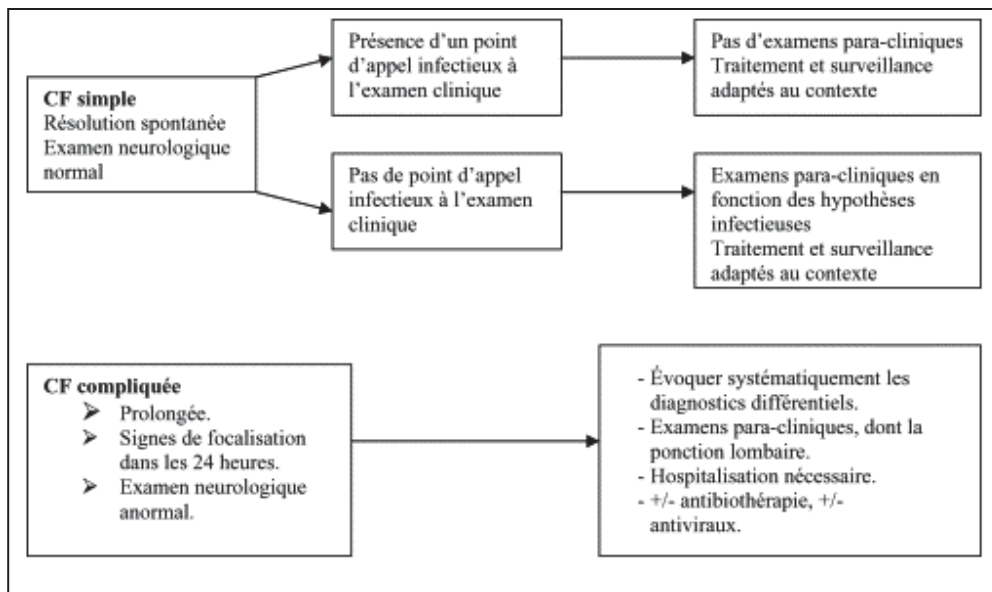 CF simple
Résolution spontanée
Examen neurologique
normal
Présence d'un point
d'appel infectieux à
l'examen clinique
Pas d'examens para-cliniques
Traitement et surveillance
adaptés au contexte
Pas de point d'appel
infectieux à l'examen
clinique
Examens para-cliniques en
fonction des hypothèses
infectieuses
Traitement et surveillance
adaptés au contexte
CF compliquée
➢ Prolongée.
➢ Signes de focalisation
dans les 24 heures.
➢ Examen neurologique
anormal.
- Évoquer systématiquement les
diagnostics différentiels.
- Examens para-cliniques, dont la
ponction lombaire.
- Hospitalisation nécessaire.
- +/- antibiothérapie, +/-
antiviraux.